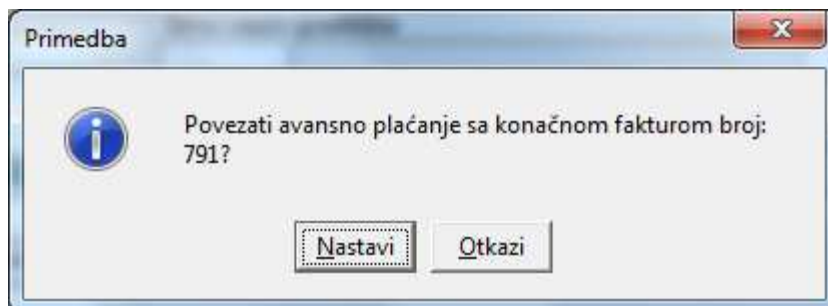 Primedba
Povezati avansno plaćanje sa konačnom fakturom broj:
791?
Nastavi Otkazi